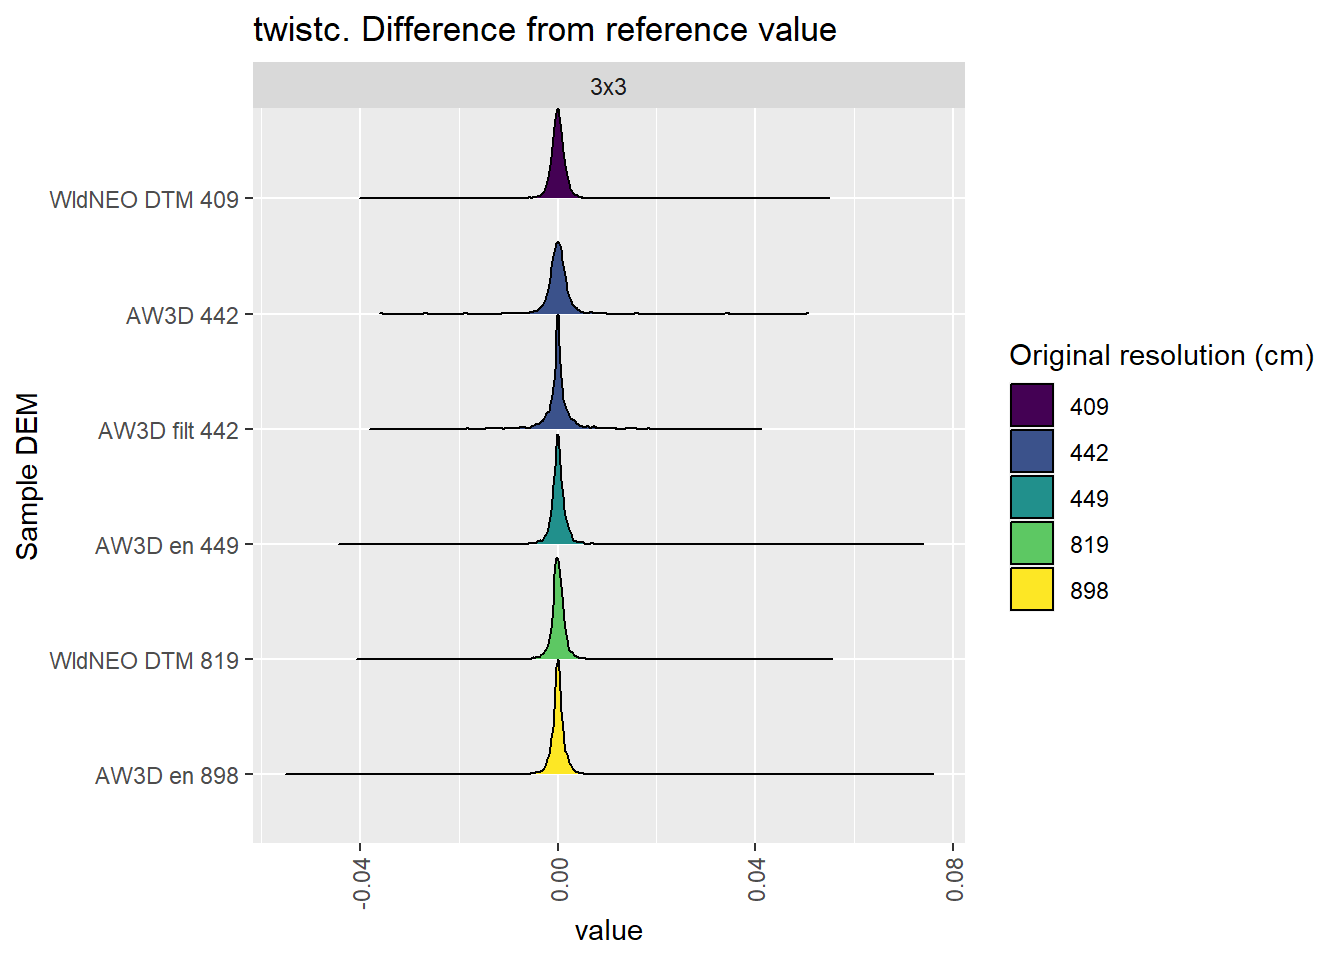 twistc. Difference from reference value
3x3
WldNEO DTM 409
AW3D 442
AW3D filt 442
AW3D en 449
WldNEO DTM 819
AW3D en 898
Sample DEM
-0.04
0.00
0.04
0.08
value
Original resolution (cm)
409
442
449
819
898